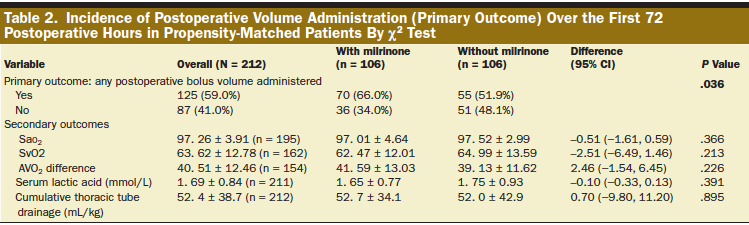 Table 2. Incidence of Postoperative Volume Administration (Primary Outcome) Over the First 72
Postoperative Hours in Propensity-Matched Patients By χ² Test
With milrinone Without milrinone Difference
Variable Overall (N = 212) (n = 106) (n = 106) (95% CI) P Value
Primary outcome: any postoperative bolus volume administered .036
Yes 125 (59.0%) 70 (66.0%) 55 (51.9%)
No 87 (41.0%) 36 (34.0%) 51 (48.1%)
Secondary outcomes
Sao₂ 97. 26 ± 3.91 (n = 195) 97. 01 ± 4.64 97. 52 ± 2.99 –0.51 (–1.61, 0.59) .366
SvO2 63. 62 ± 12.78 (n = 162) 62. 47 ± 12.01 64. 99 ± 13.59 –2.51 (–6.49, 1.46) .213
AVO₂ difference 40. 51 ± 12.46 (n = 154) 41. 59 ± 13.03 39. 13 ± 11.62 2.46 (–1.54, 6.45) .226
Serum lactic acid (mmol/L) 1. 69 ± 0.84 (n = 211) 1. 65 ± 0.77 1. 75 ± 0.93 –0.10 (–0.33, 0.13) .391
Cumulative thoracic tube 52. 4 ± 38.7 (n = 212) 52. 7 ± 34.1 52. 0 ± 42.9 0.70 (–9.80, 11.20) .895
drainage (mL/kg)